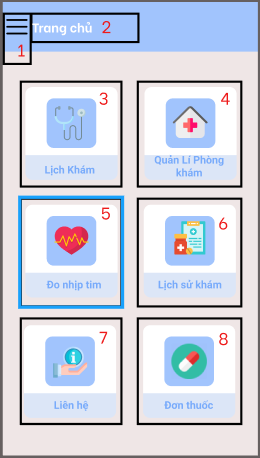 Trang chủ 2
1
3
4
Lịch Khám
Quản Lí Phòng
khám
5
6
Đo nhịp tim
Lịch sử khám
7
8
Liên hệ
Đơn thuốc